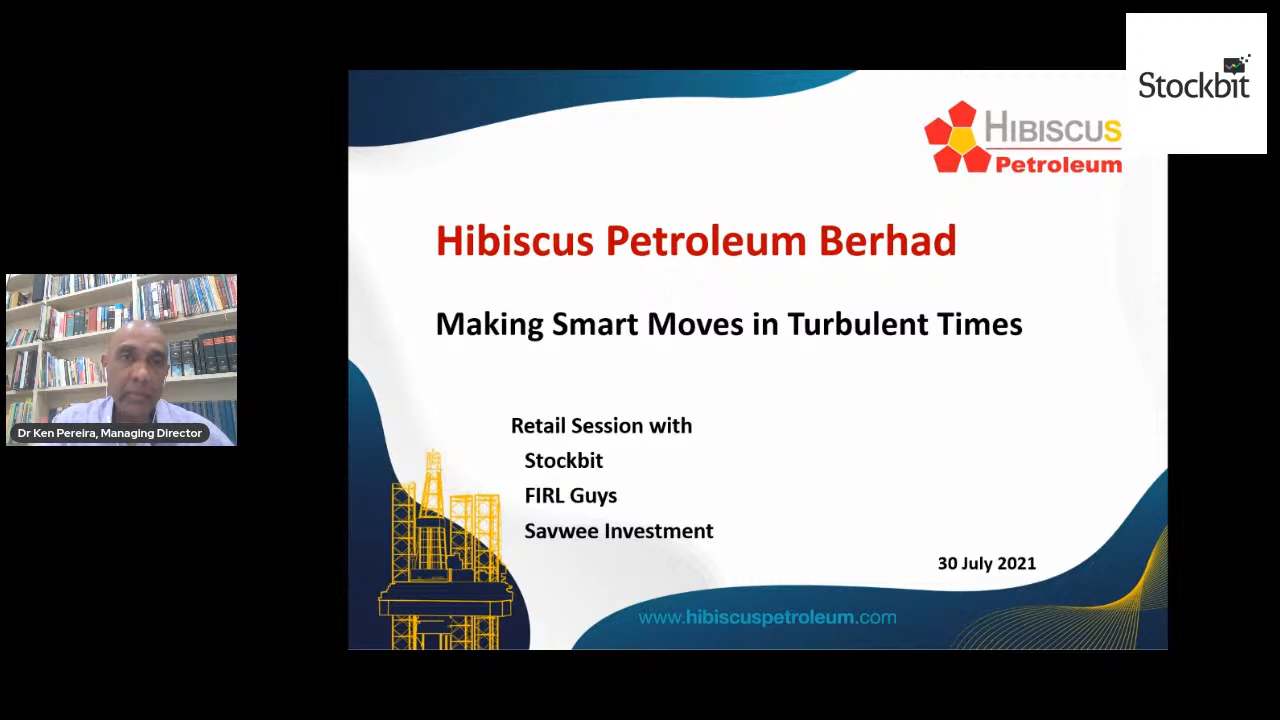 Stockbit
HIBISCUS
Petroleum
Hibiscus Petroleum Berhad
Making Smart Moves in Turbulent Times
Retail Session with
Stockbit
FIRL Guys
Savwee Investment
30 July 2021
www.hibiscuspetroleum.com
Dr Ken Pereira, Managing Director